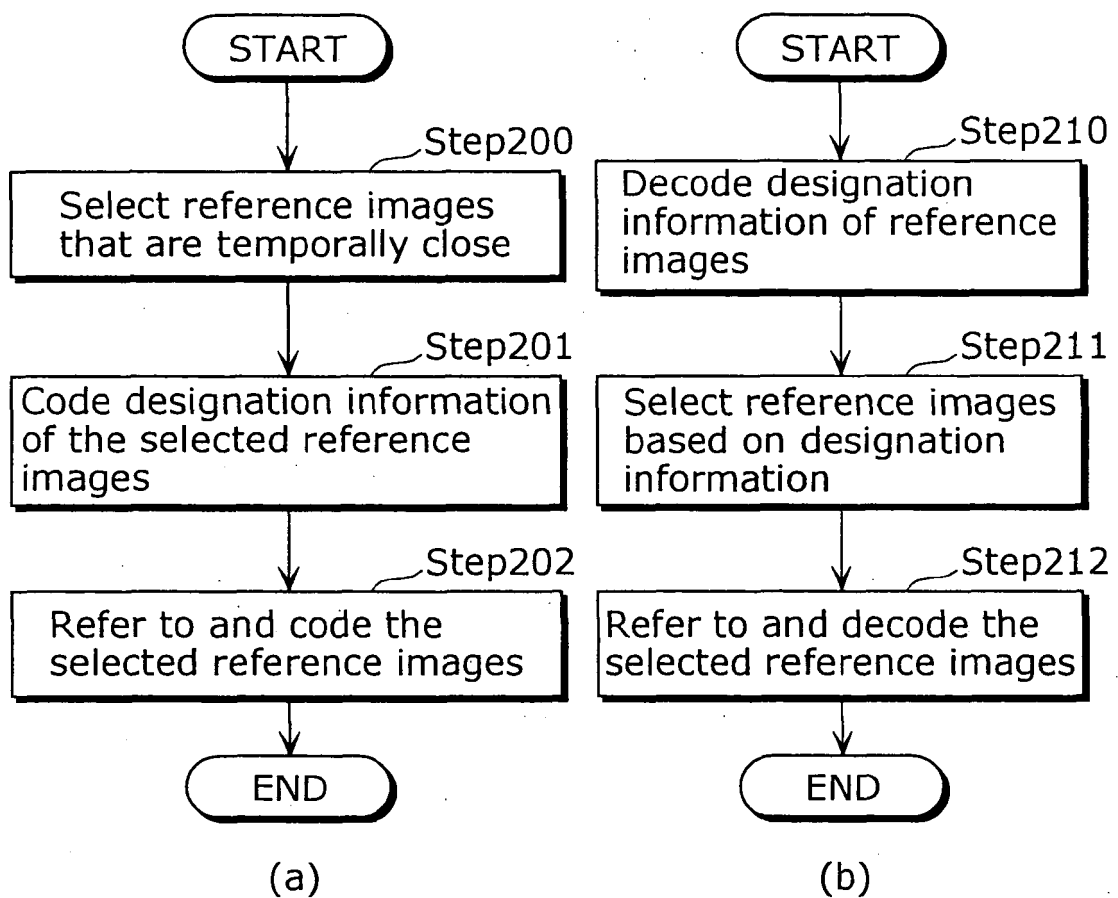 START
Step200
Select reference images
that are temporally close
Step201
Code designation information
of the selected reference
images
Step202
Refer to and code the
selected reference images
END
(a)
START
Step210
Decode designation
information of reference
images
Step211
Select reference images
based on designation
information
Step212
Refer to and decode the
selected reference images
END
(b)